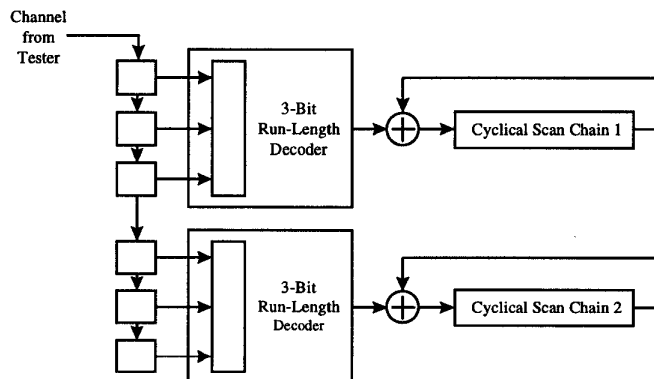 Channel
from
Tester
3-Bit
Run-Length
Decoder
Cyclical Scan Chain 1
3-Bit
Run-Length
Decoder
Cyclical Scan Chain 2